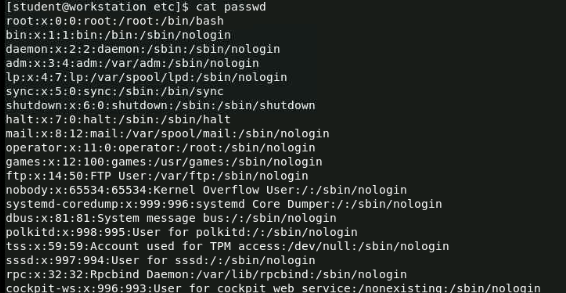 [student@workstation etc]$ cat passwd
root:x:0:0:root:/root:/bin/bash
bin:x:1:1:bin:/bin:/sbin/nologin
daemon:x:2:2:daemon:/sbin:/sbin/nologin
adm:x:3:4:adm:/var/adm:/sbin/nologin
lp:x:4:7:lp:/var/spool/lpd:/sbin/nologin
sync:x:5:0:sync:/sbin:/bin/sync
shutdown:x:6:0:shutdown:/sbin:/sbin/shutdown
halt:x:7:0:halt:/sbin:/sbin/halt
mail:x:8:12:mail:/var/spool/mail:/sbin/nologin
operator:x:11:0:operator:/root:/sbin/nologin
games:x:12:100:games:/usr/games:/sbin/nologin
ftp:x:14:50:FTP User:/var/ftp:/sbin/nologin
nobody:x:65534:65534:Kernel Overflow User:/:/sbin/nologin
systemd-coredump:x:999:996:systemd Core Dumper:/:/sbin/nologin
dbus:x:81:81:System message bus:/:/sbin/nologin
polkitd:x:998:995:User for polkitd:/:/sbin/nologin
tss:x:59:59:Account used for TPM access:/dev/null:/sbin/nologin
sssd:x:997:994:User for sssd:/:/sbin/nologin
rpc:x:32:32:Rpcbind Daemon:/var/lib/rpcbind:/sbin/nologin
cockpit-ws:x:996:993:User for cockpit web service:/nonexisting:/sbin/nologin